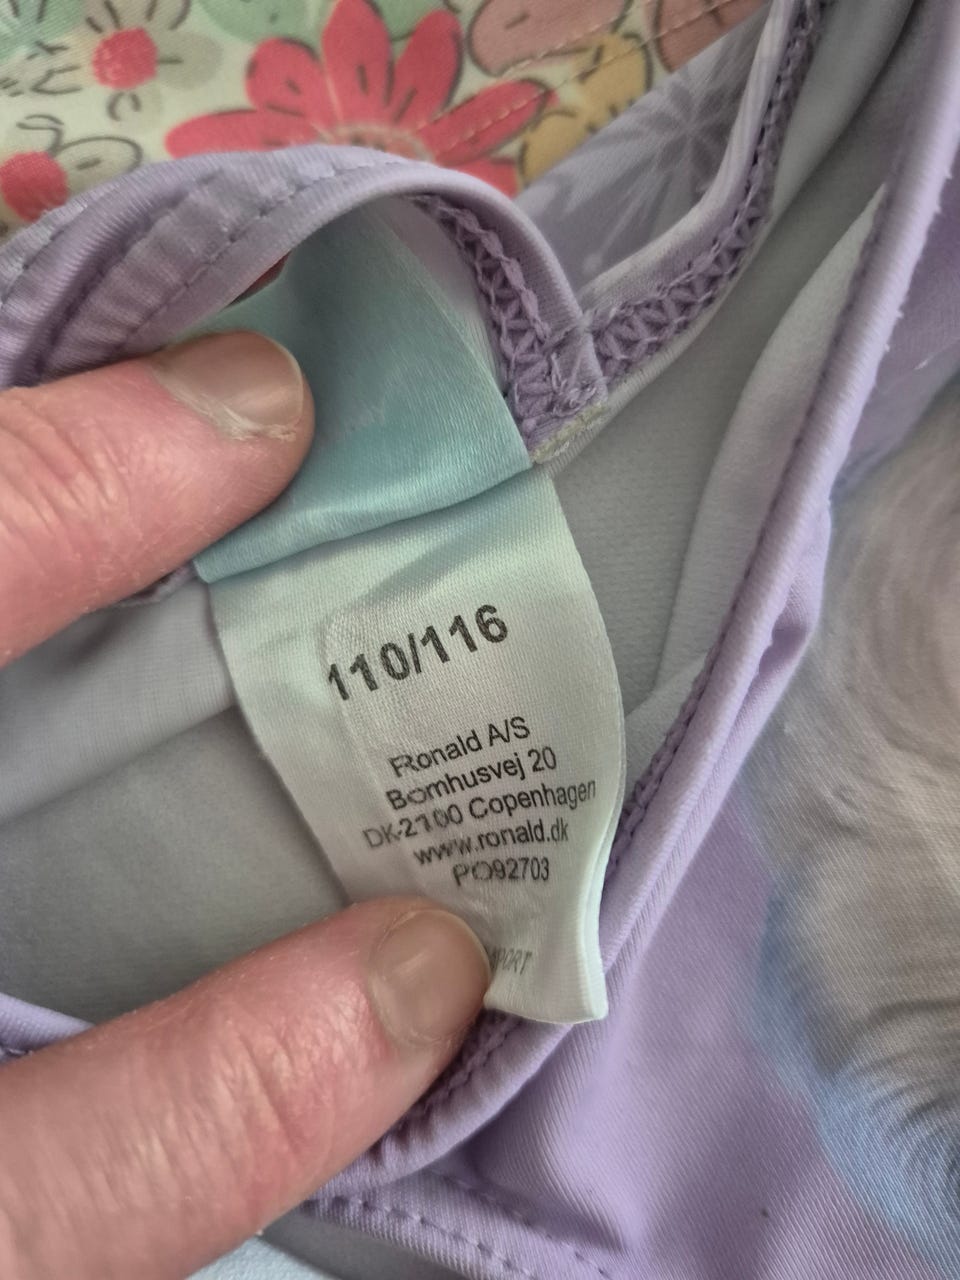 110/116
Ronald A/S
Bomhusvej 20
DK-2100 Copenhagen
www.ronald.dk
PO92703